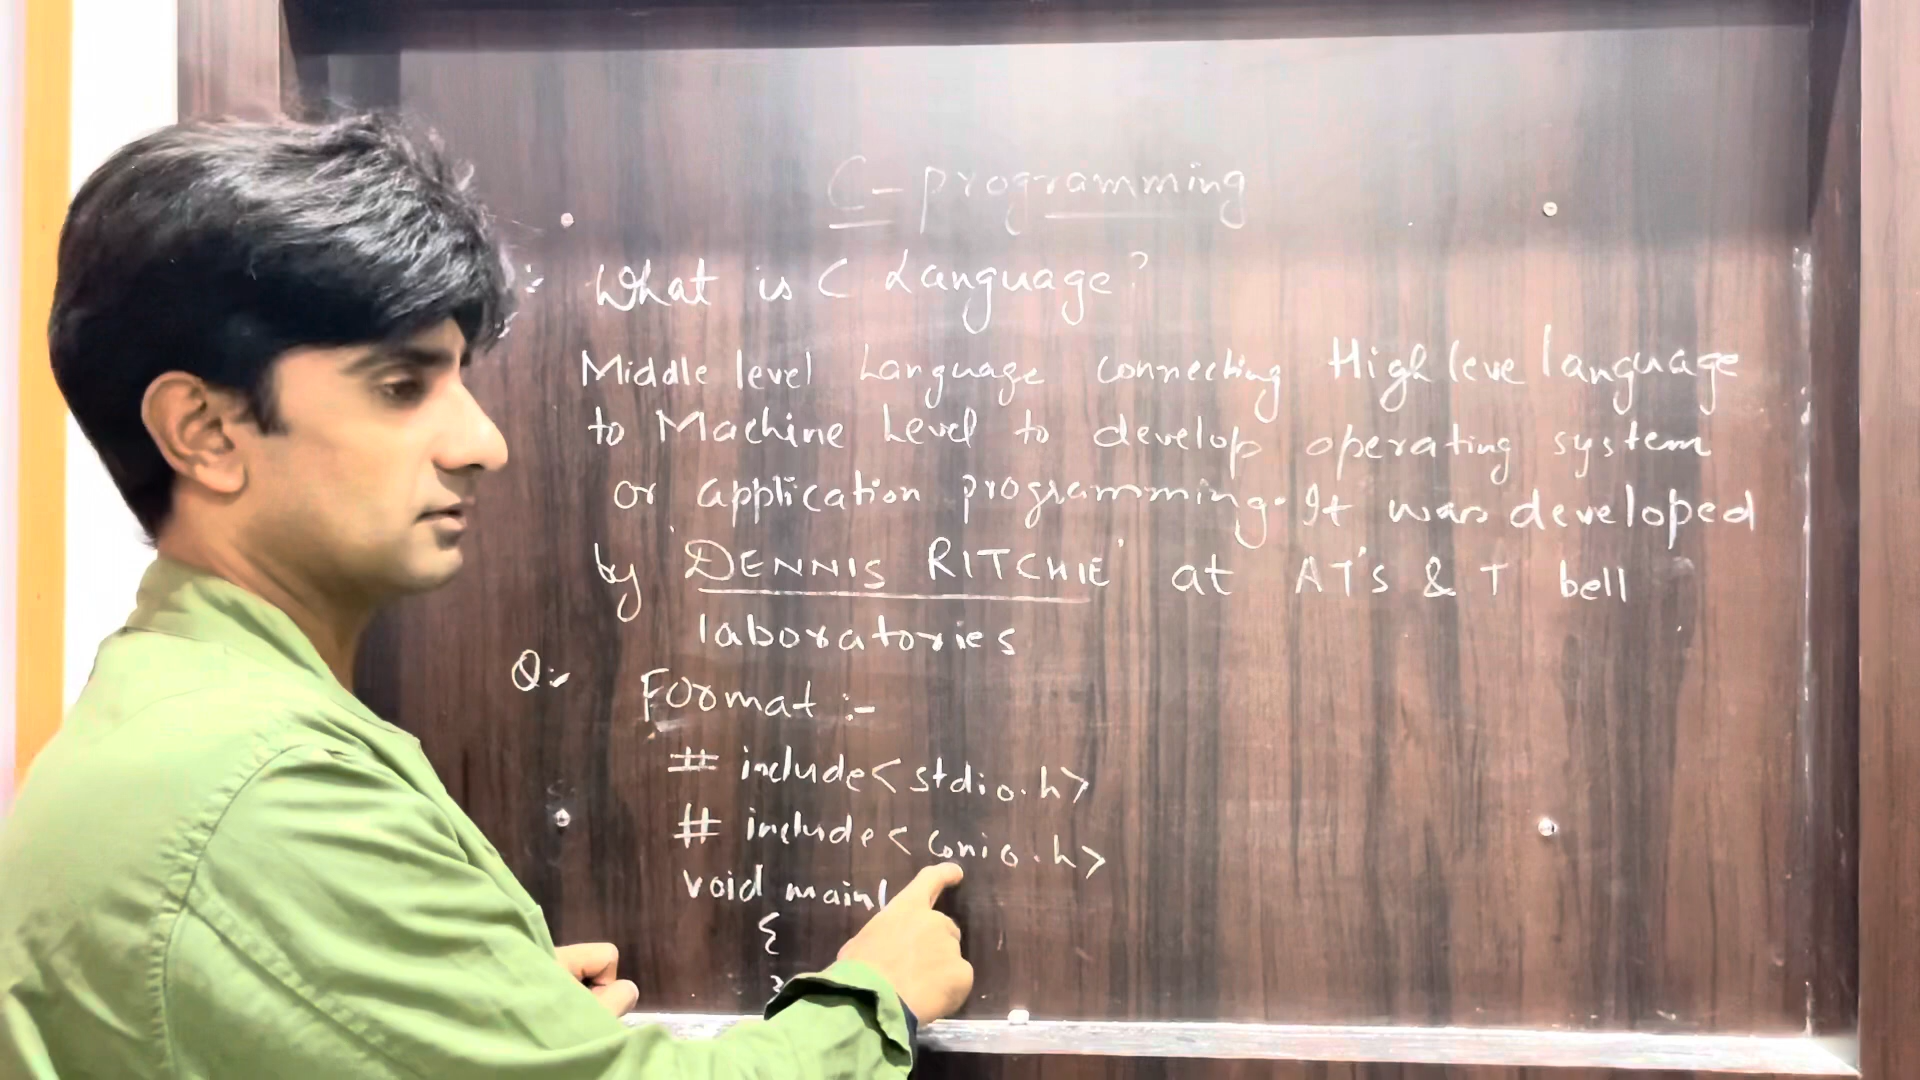 C - programming
:- What is C Language?
Middle level Language connecting High leve language
to Machine Level to develop operating system
or application programming. It was developed
by 'DENNIS RITCHIE' at AT's & T bell
laboratories
Q:- Format :-
# include<stdio.h>
# include<conio.h>
void main(
{